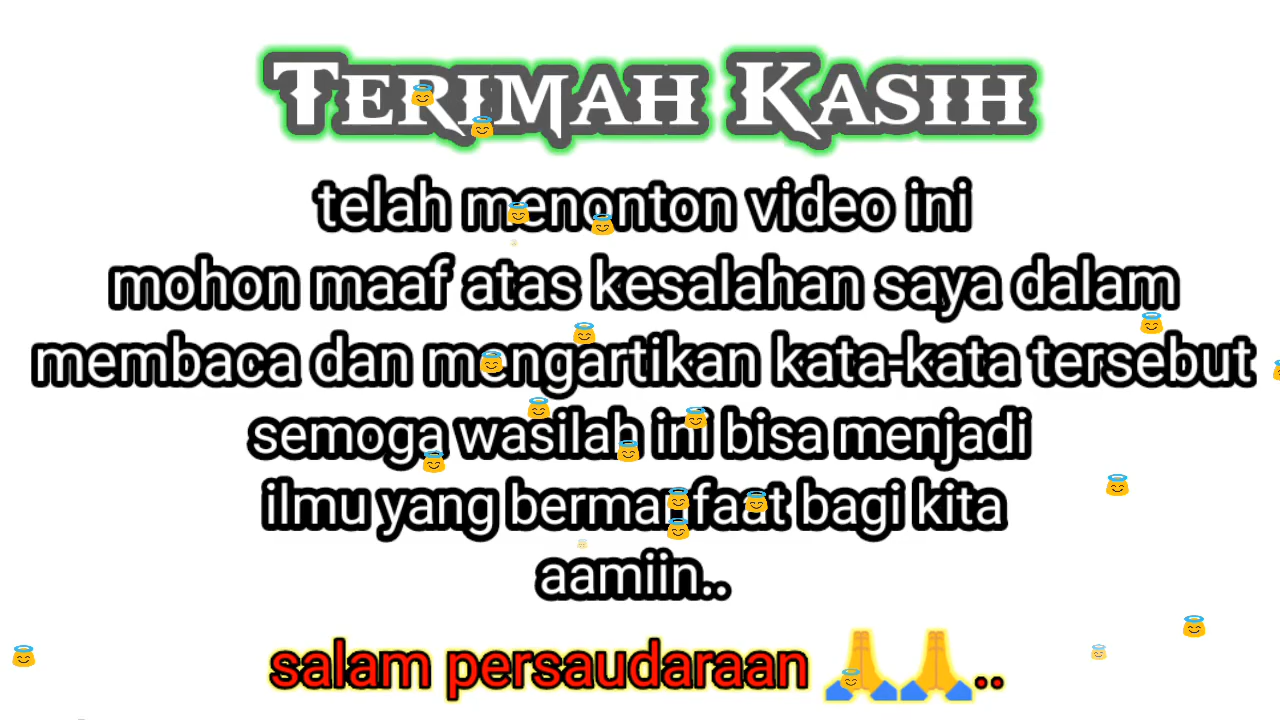 TERIMAH KASIH
telah menonton video ini
mohon maaf atas kesalahan saya dalam
membaca dan mengartikan kata-kata tersebut
semoga wasilah ini bisa menjadi
ilmu yang bermanfaat bagi kita
aamiin..
salam persaudaraan 🙏🙏..